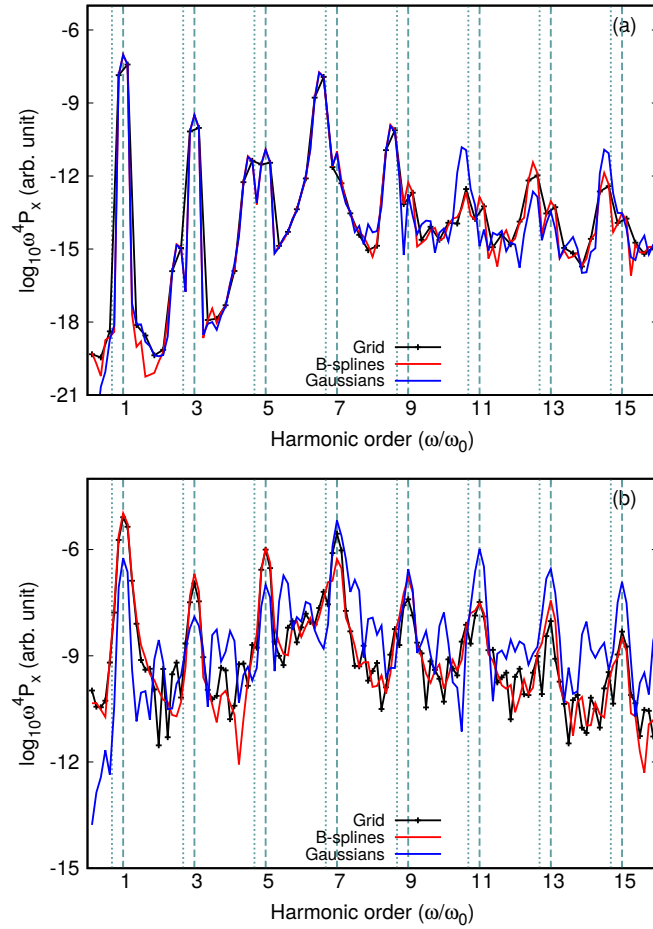 (a)
-6
-9
-12
-15
-18
-21
log₁₀ω⁴Pₓ (arb. unit)
Grid
B-splines
Gaussians
1 3 5 7 9 11 13 15
Harmonic order (ω/ω₀)
(b)
-6
-9
-12
-15
log₁₀ω⁴Pₓ (arb. unit)
Grid
B-splines
Gaussians
1 3 5 7 9 11 13 15
Harmonic order (ω/ω₀)